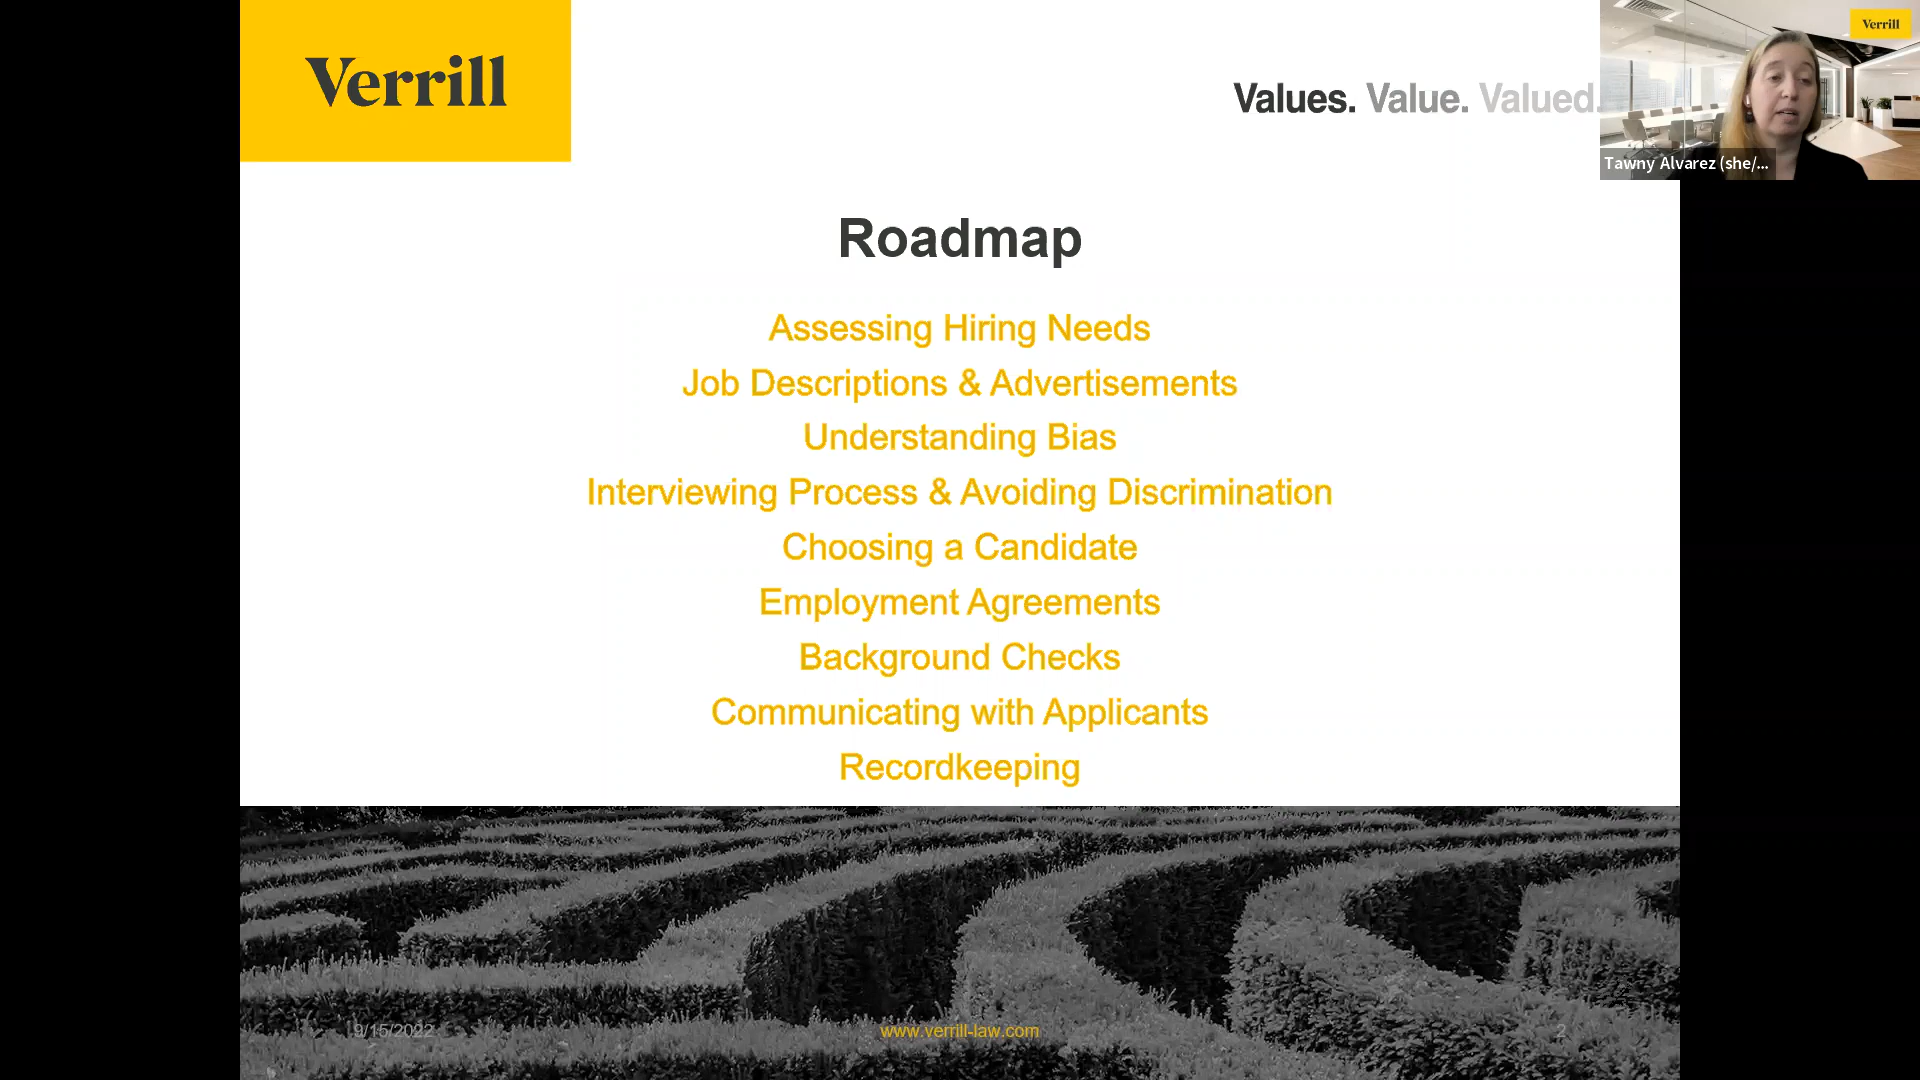 Verrill
Values. Value. Valued.
Verrill
Tawny Alvarez (she/...
Roadmap
Assessing Hiring Needs
Job Descriptions & Advertisements
Understanding Bias
Interviewing Process & Avoiding Discrimination
Choosing a Candidate
Employment Agreements
Background Checks
Communicating with Applicants
Recordkeeping
9/15/2022
www.verrill-law.com
2